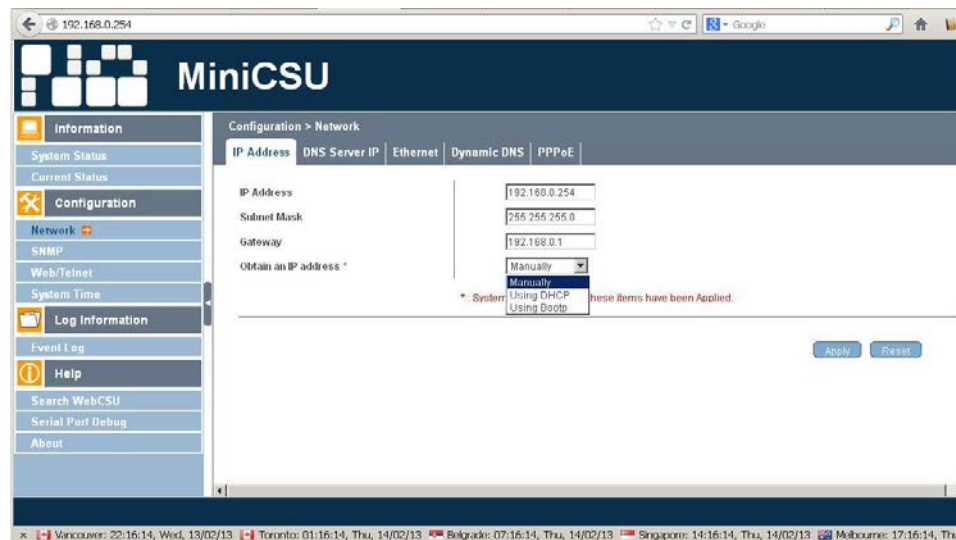 192.168.0.254
Google
MiniCSU
Information
System Status
Current Status
Configuration
Network
SNMP
Web/Telnet
System Time
Log Information
Event Log
Help
Search WebCSU
Serial Port Debug
About
Configuration > Network
IP Address DNS Server IP Ethernet Dynamic DNS PPPoE
IP Address 192.168.0.254
Subnet Mask 255.255.255.0
Gateway 192.168.0.1
Obtain an IP address * Manually
Manually
Using DHCP
Using Bootp
* : System hese items have been Applied.
Apply Reset
x Vancouver: 22:16:14, Wed, 13/02/13 Toronto: 01:16:14, Thu, 14/02/13 Belgrade: 07:16:14, Thu, 14/02/13 Singapore: 14:16:14, Thu, 14/02/13 Melbourne: 17:16:14, Th